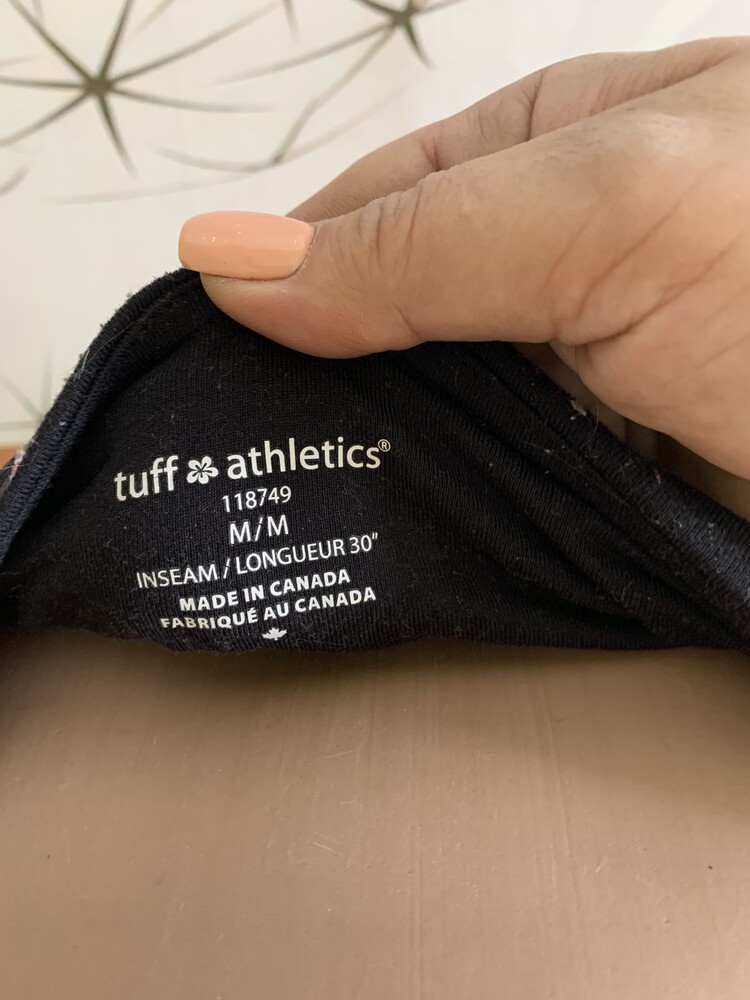 tuff athletics®
118749
M/M
INSEAM / LONGUEUR 30"
MADE IN CANADA
FABRIQUÉ AU CANADA